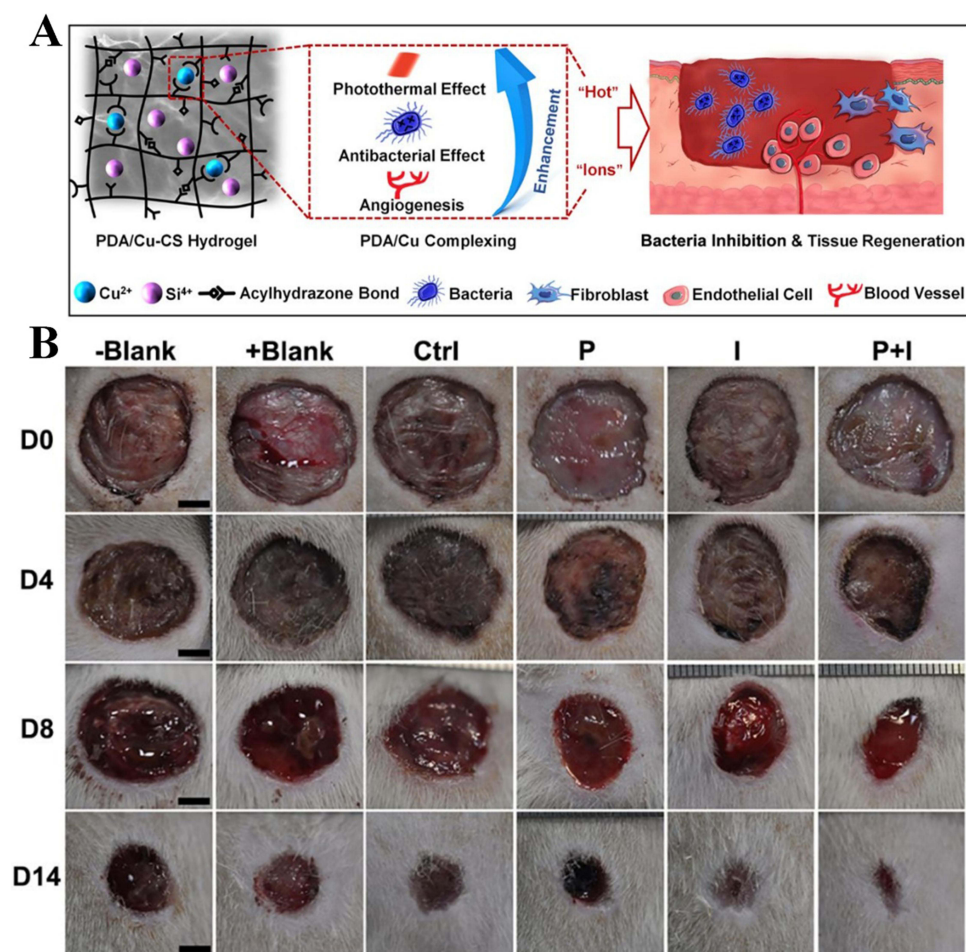 A
Photothermal Effect
Antibacterial Effect
Angiogenesis
Enhancement
“Hot”
“Ions”
PDA/Cu-CS Hydrogel
PDA/Cu Complexing
Bacteria Inhibition & Tissue Regeneration
Cu²⁺ Si⁴⁺ Acylhydrazone Bond Bacteria Fibroblast Endothelial Cell Blood Vessel
B
-Blank +Blank Ctrl P I P+I
D0
D4
D8
D14